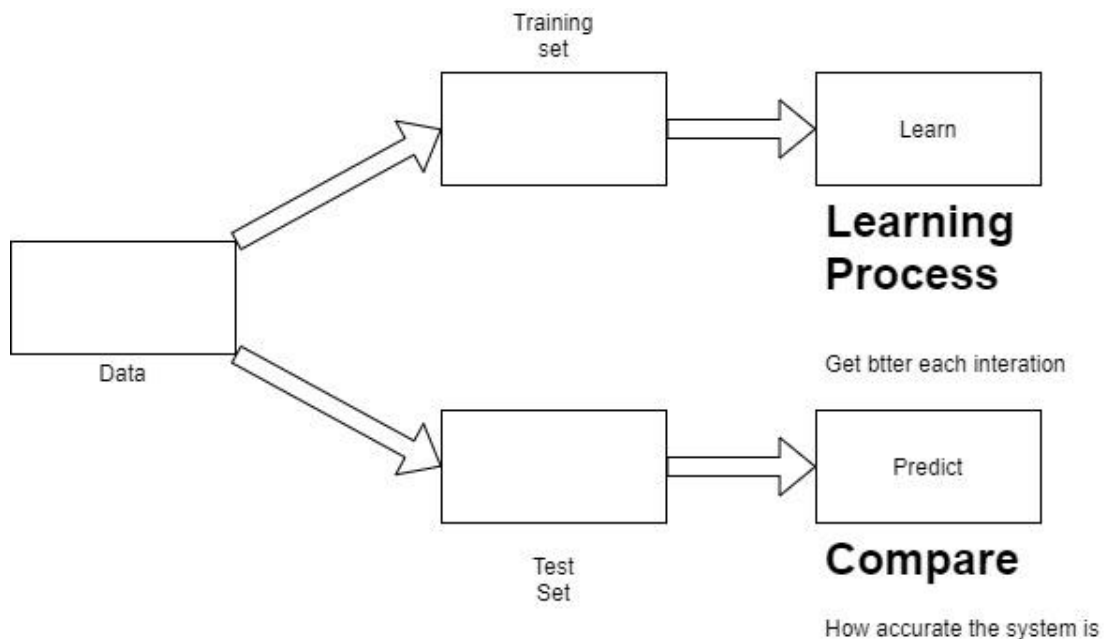 Training
set
Learn
Learning
Process
Data
Get btter each interation
Predict
Test
Set
Compare
How accurate the system is